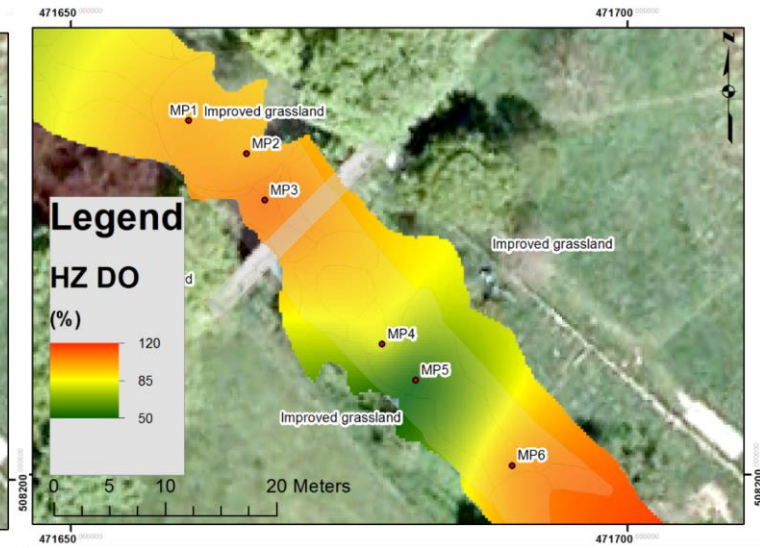 471650
471700
N
MP1
Improved grassland
MP2
MP3
Legend
HZ DO
(%)
120
85
50
d
Improved grassland
MP4
MP5
Improved grassland
MP6
0 5 10 20 Meters
508200
508200
471650
471700